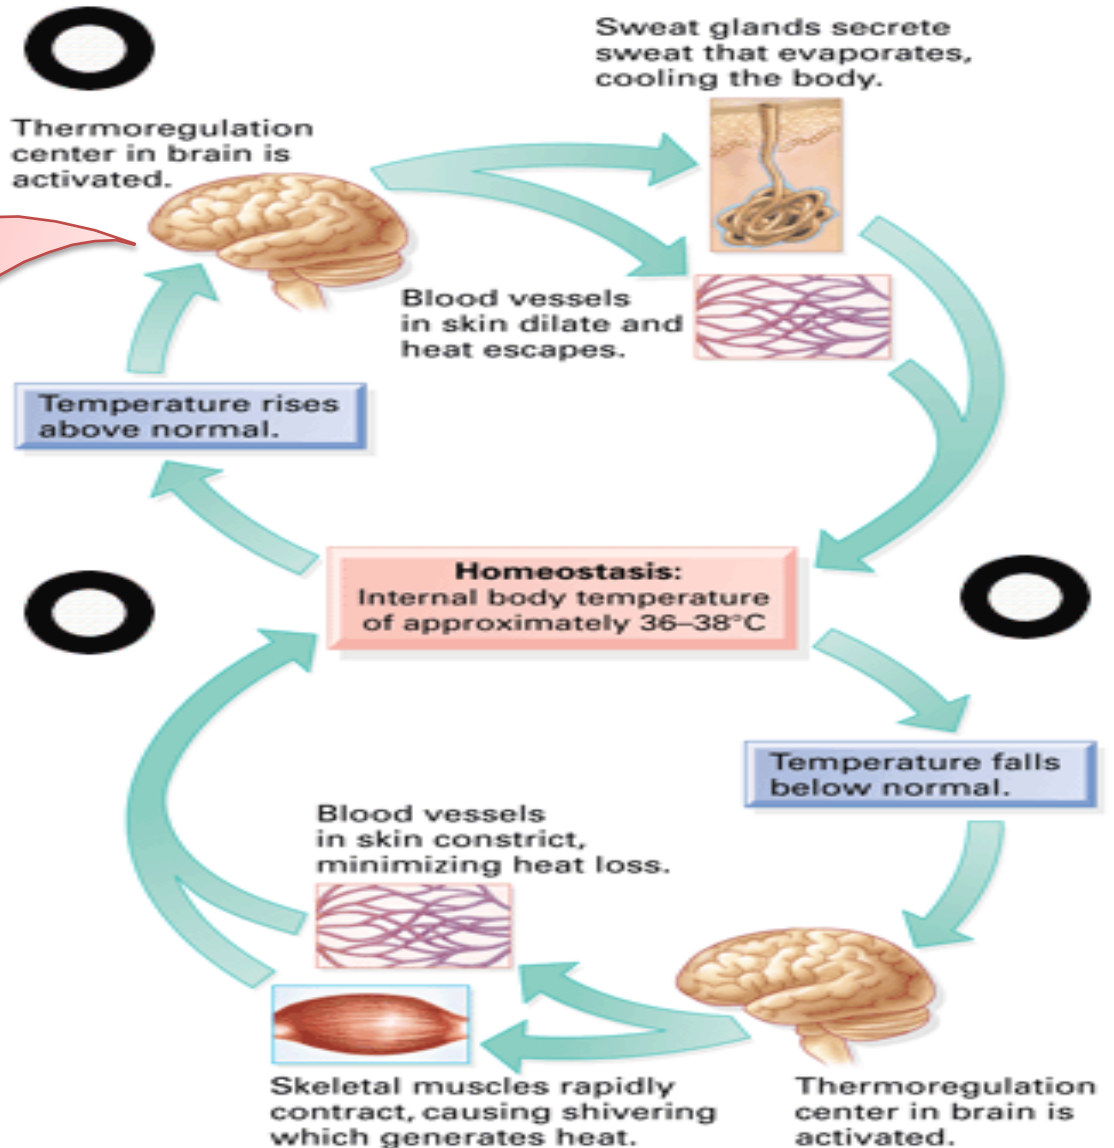 Sweat glands secrete
sweat that evaporates,
cooling the body.
Thermoregulation
center in brain is
activated.
Blood vessels
in skin dilate and
heat escapes.
Temperature rises
above normal.
Homeostasis:
Internal body temperature
of approximately 36–38°C
Temperature falls
below normal.
Blood vessels
in skin constrict,
minimizing heat loss.
Skeletal muscles rapidly
contract, causing shivering
which generates heat.
Thermoregulation
center in brain is
activated.